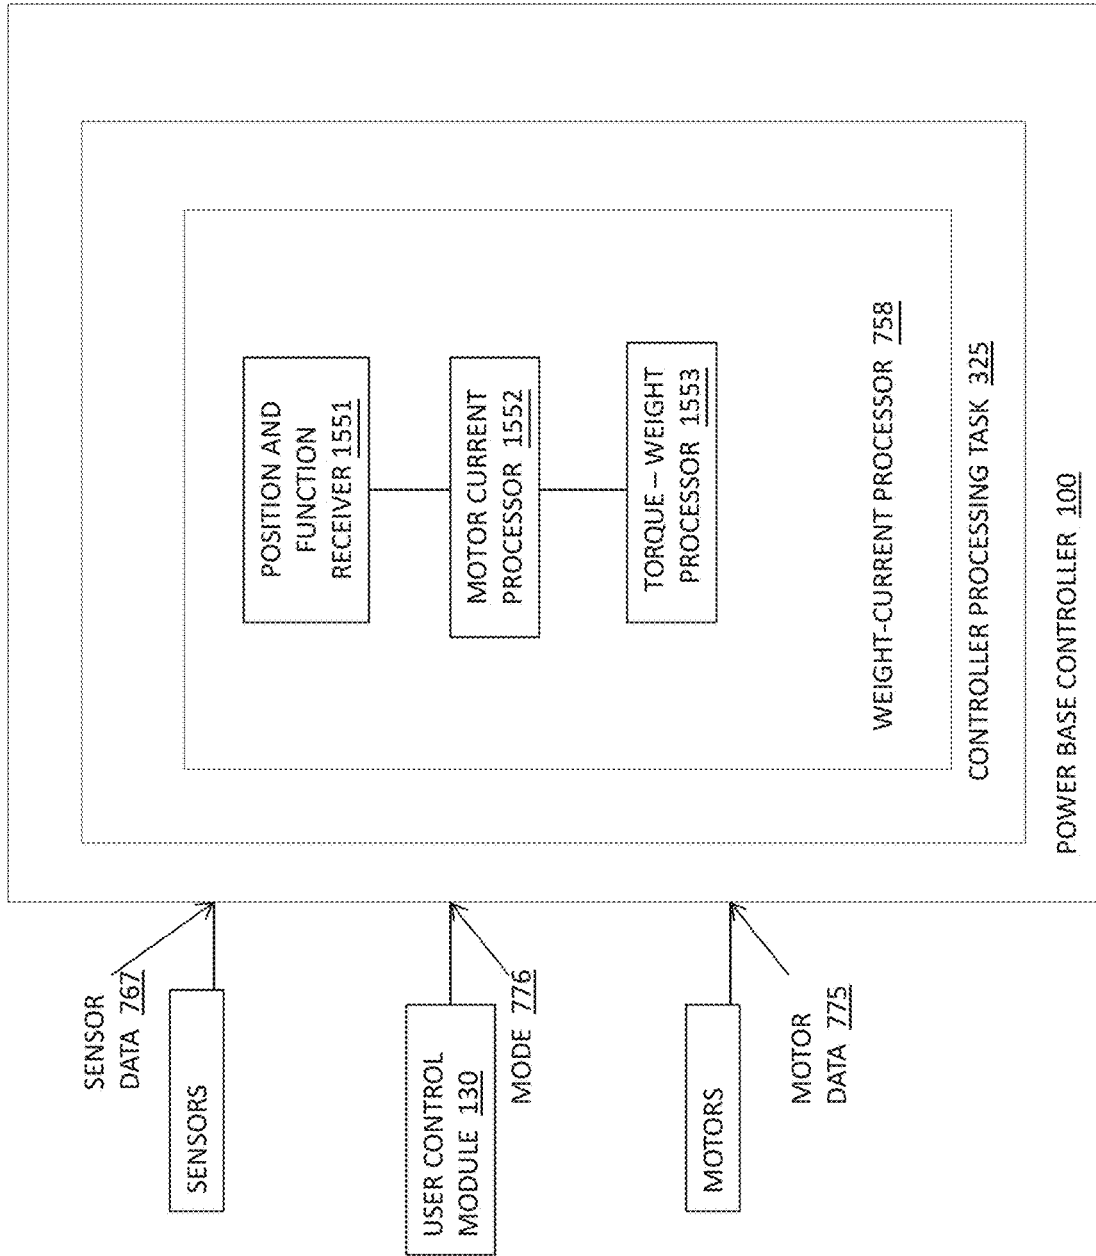 SENSORS
SENSOR
DATA 767
USER CONTROL
MODULE 130
MODE 776
MOTORS
MOTOR
DATA 775
POSITION AND
FUNCTION
RECEIVER 1551
MOTOR CURRENT
PROCESSOR 1552
TORQUE – WEIGHT
PROCESSOR 1553
WEIGHT-CURRENT PROCESSOR 758
CONTROLLER PROCESSING TASK 325
POWER BASE CONTROLLER 100